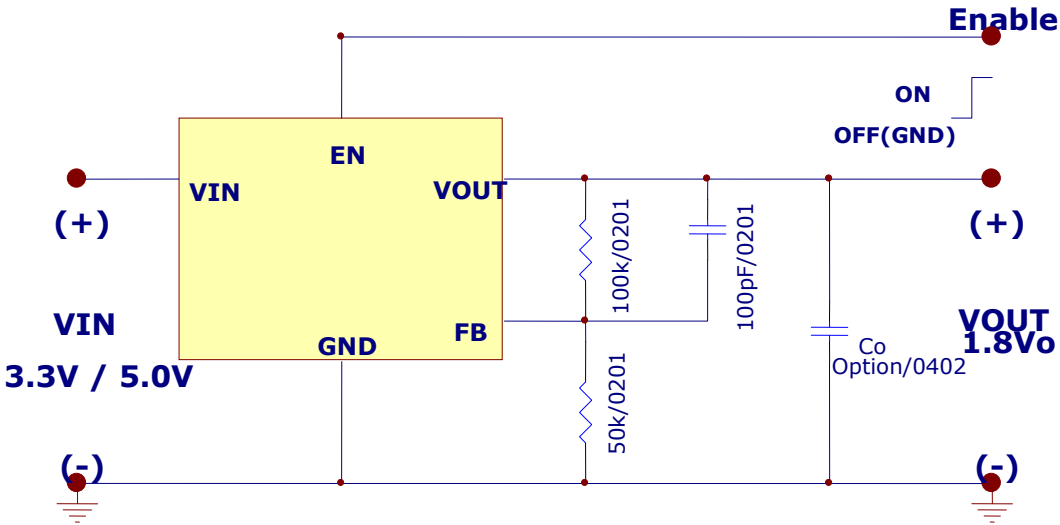 Enable
ON
OFF(GND)
EN
VIN
VOUT
(+)
(+)
100k/0201
100pF/0201
VIN
3.3V / 5.0V
GND
FB
VOUT
1.8Vo
Co
Option/0402
50k/0201
(-)
(-)